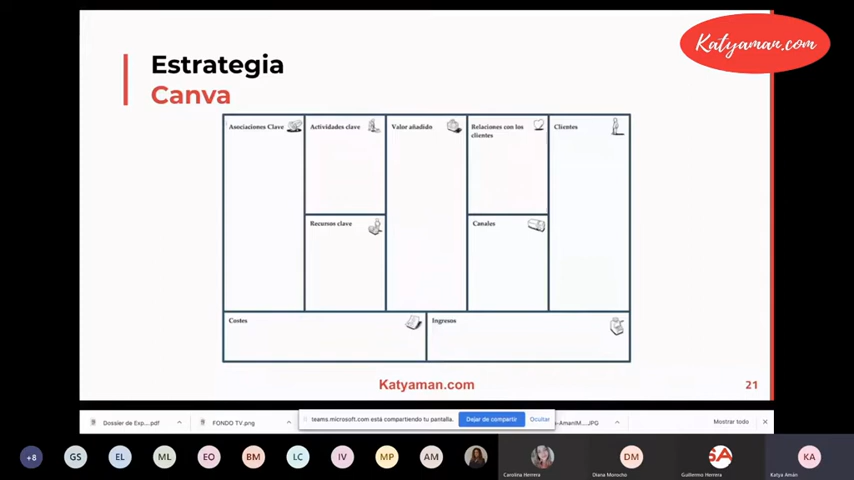 Katyaman.com
Estrategia
Canva
Asociaciones Clave
Actividades clave
Valor añadido
Relaciones con los
clientes
Clientes
Recursos clave
Canales
Costes
Ingresos
Katyaman.com
21
Dossier de Exp....pdf
FONDO TV.png
teams.microsoft.com está compartiendo tu pantalla.
Dejar de compartir
Ocultar
-AmantM....JPG
Mostrar todo
+8
GS
EL
ML
EO
BM
LC
IV
MP
AM
Carolina Herrera
DM
Diana Morocho
SA
Guillermo Herrera
KA
Katya Amán